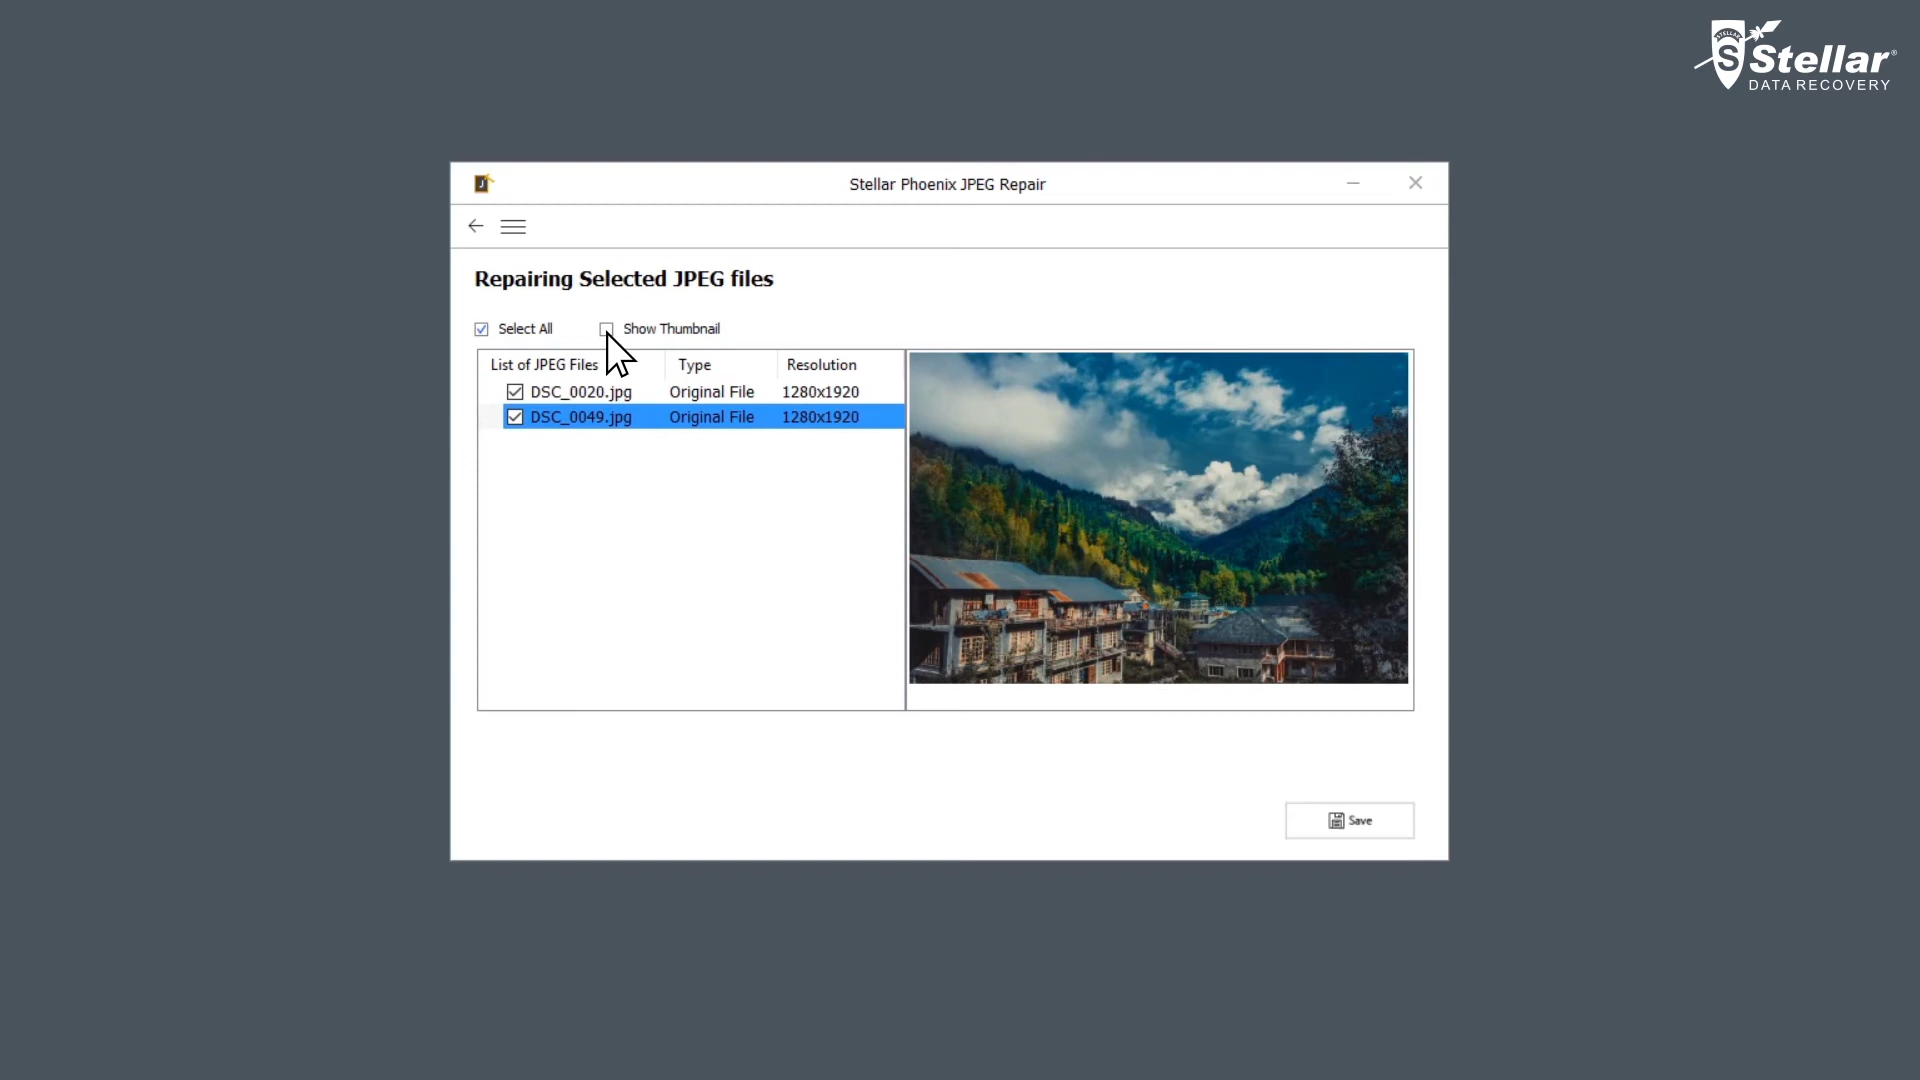 Stellar®
DATA RECOVERY
Stellar Phoenix JPEG Repair
Repairing Selected JPEG files
Select All Show Thumbnail
List of JPEG Files Type Resolution
DSC_0020.jpg Original File 1280x1920
DSC_0049.jpg Original File 1280x1920
Save